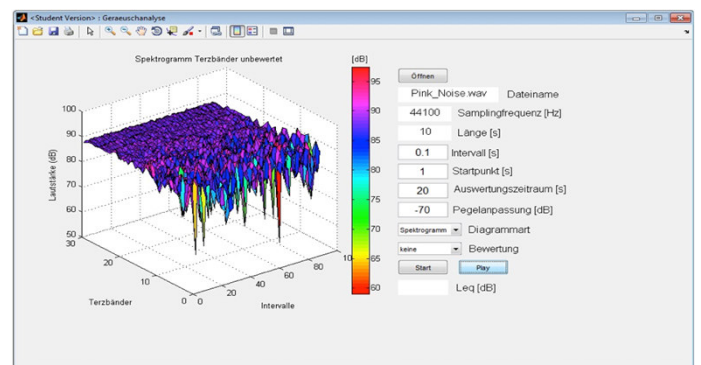 <Student Version> : Geraeuschanalyse
Spektrogramm Terzbänder unbewertet
[dB]
Lautstärke (dB)
100
90
80
70
60
50
30
20
10
0
Terzbänder
0
20
40
60
80
10
Intervalle
95
90
85
80
75
70
65
60
Öffnen
Pink_Noise.wav Dateiname
44100 Samplingfrequenz [Hz]
10 Länge [s]
0.1 Intervall [s]
1 Startpunkt [s]
20 Auswertungszeitraum [s]
-70 Pegelanpassung [dB]
Spektrogramm Diagrammart
keine Bewertung
Start Play
Leq [dB]